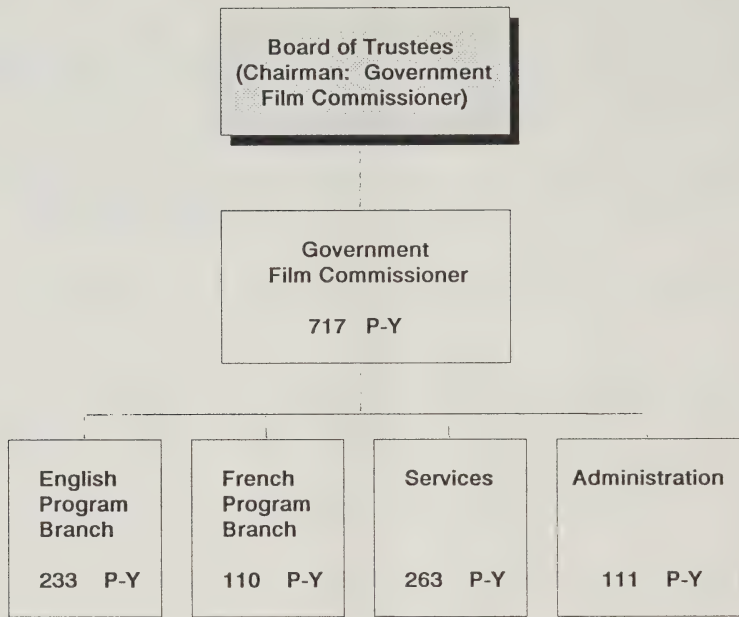 Board of Trustees
(Chairman: Government
Film Commissioner)
Government
Film Commissioner
717 P-Y
English
Program
Branch
233 P-Y
French
Program
Branch
110 P-Y
Services
263 P-Y
Administration
111 P-Y